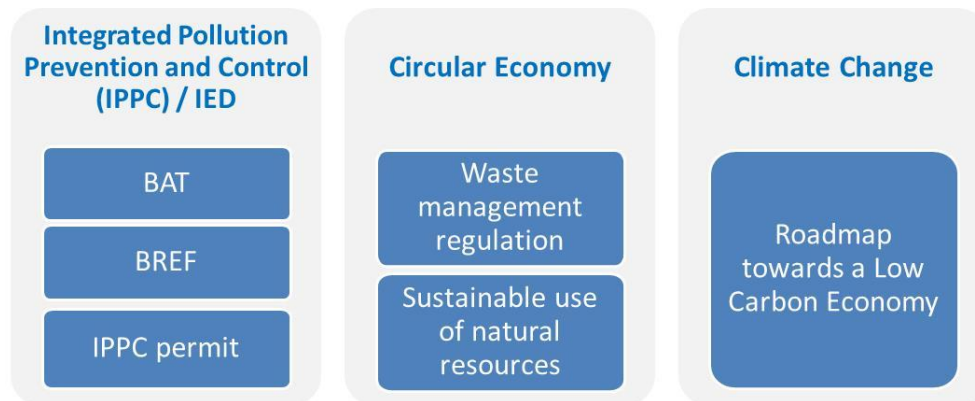 Integrated Pollution
Prevention and Control
(IPPC) / IED
BAT
BREF
IPPC permit
Circular Economy
Waste
management
regulation
Sustainable use
of natural
resources
Climate Change
Roadmap
towards a Low
Carbon Economy